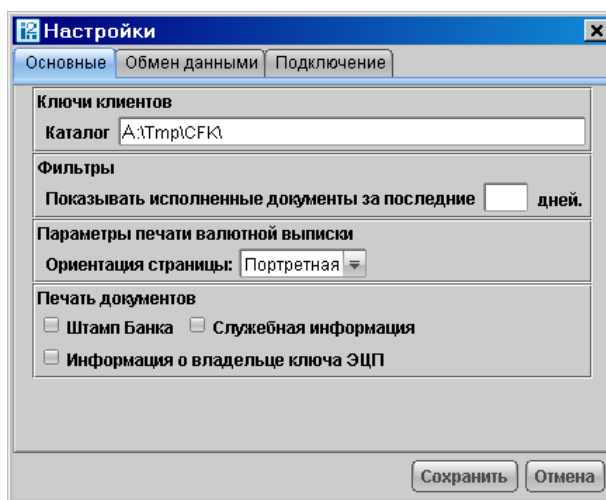 Настройки
Основные Обмен данными Подключение
Ключи клиентов
Каталог A:\Tmp\CFK\
Фильтры
Показывать исполненные документы за последние дней.
Параметры печати валютной выписки
Ориентация страницы: Портретная
Печать документов
Штамп Банка Служебная информация
Информация о владельце ключа ЭЦП
Сохранить Отмена